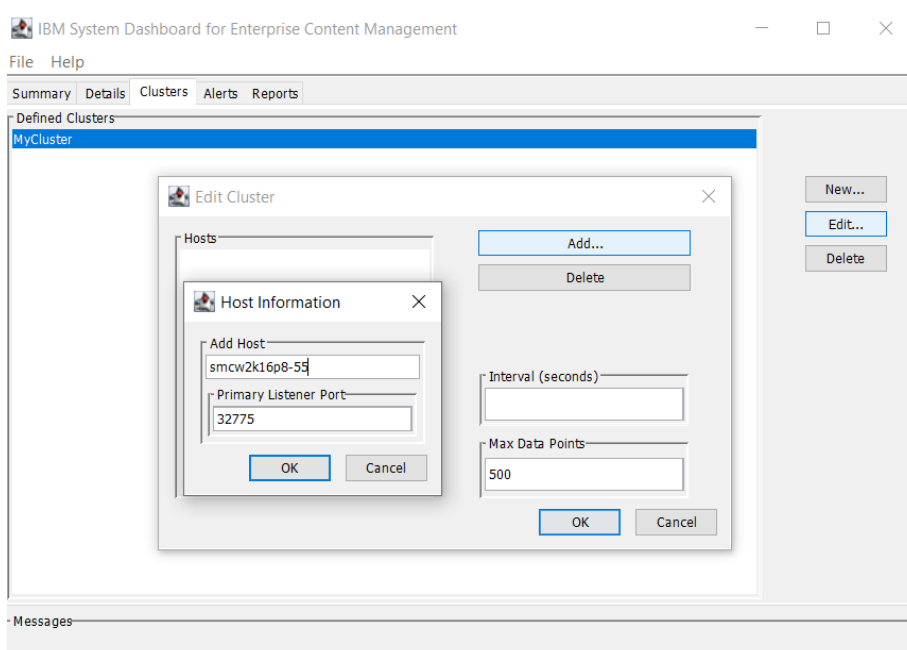 IBM System Dashboard for Enterprise Content Management
File Help
Summary Details Clusters Alerts Reports
Defined Clusters
MyCluster
New...
Edit...
Delete
Edit Cluster
Hosts
Add...
Delete
Host Information
Add Host
smcw2k16p8-55
Primary Listener Port
32775
OK Cancel
Interval (seconds)
Max Data Points
500
OK Cancel
Messages